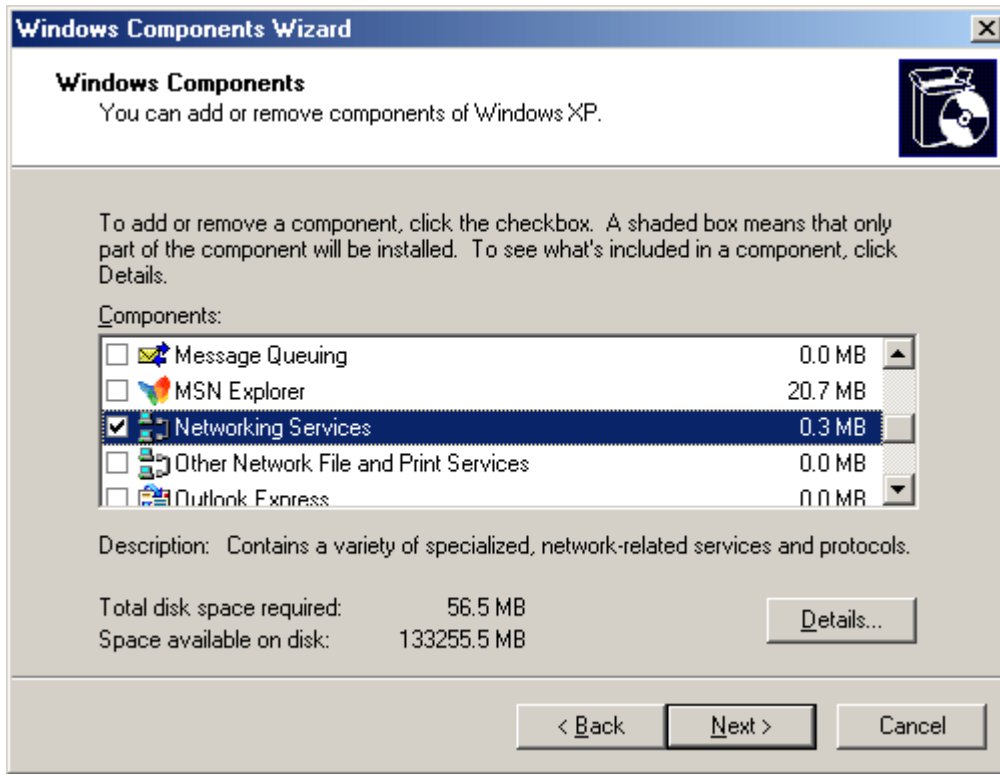 Windows Components Wizard
Windows Components
You can add or remove components of Windows XP.
To add or remove a component, click the checkbox. A shaded box means that only
part of the component will be installed. To see what's included in a component, click
Details.
Components:
Message Queuing 0.0 MB
MSN Explorer 20.7 MB
Networking Services 0.3 MB
Other Network File and Print Services 0.0 MB
Outlook Express 0.0 MB
Description: Contains a variety of specialized, network-related services and protocols.
Total disk space required: 56.5 MB
Space available on disk: 133255.5 MB
Details...
< Back Next > Cancel